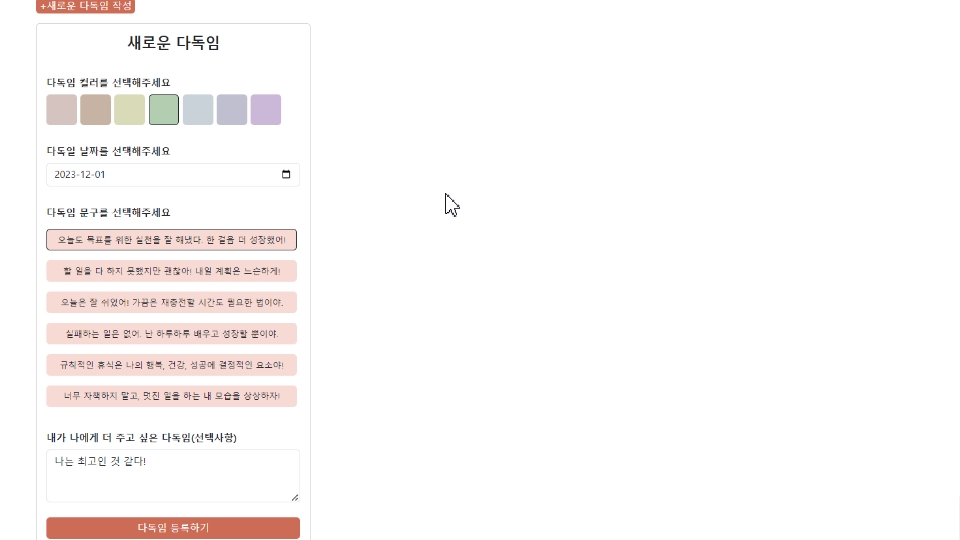 +새로운 다독임 작성
새로운 다독임
다독임 컬러를 선택해주세요
다독일 날짜를 선택해주세요
2023-12-01
다독임 문구를 선택해주세요
오늘도 목표를 위한 실천을 잘 해냈다. 한 걸음 더 성장했어!
할 일을 다 하지 못했지만 괜찮아! 내일 계획은 느슨하게!
오늘은 잘 쉬었어! 가끔은 재충전할 시간도 필요한 법이야.
실패하는 일은 없어. 난 하루하루 배우고 성장할 뿐이야.
규칙적인 휴식은 나의 행복, 건강, 성공에 결정적인 요소야!
너무 자책하지 말고, 멋진 일을 하는 내 모습을 상상하자!
내가 나에게 더 주고 싶은 다독임(선택사항)
나는 최고인 것 같다!
다독임 등록하기